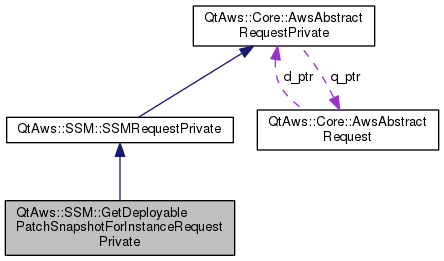 QtAws::Core::AwsAbstract
RequestPrivate
d_ptr
q_ptr
QtAws::SSM::SSMRequestPrivate
QtAws::Core::AwsAbstract
Request
QtAws::SSM::GetDeployable
PatchSnapshotForInstanceRequest
Private